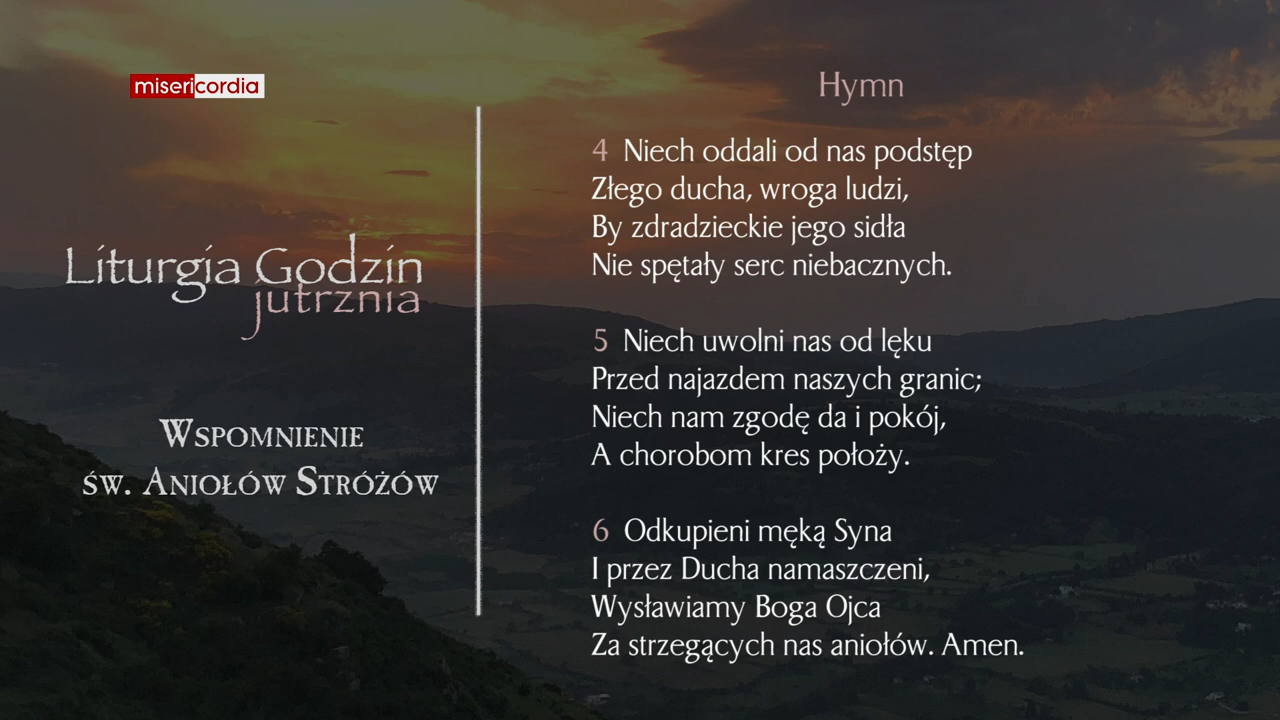 misericordia
Liturgia Godzin
jutrznia
Wspomnienie
św. Aniołów Stróżów
Hymn
4 Niech oddali od nas podstęp
Złego ducha, wroga ludzi,
By zdradzieckie jego sidła
Nie spętały serc niebacznych.
5 Niech uwolni nas od lęku
Przed najazdem naszych granic;
Niech nam zgodę da i pokój,
A chorobom kres położy.
6 Odkupieni męką Syna
I przez Ducha namaszczeni,
Wysławiamy Boga Ojca
Za strzegących nas aniołów. Amen.